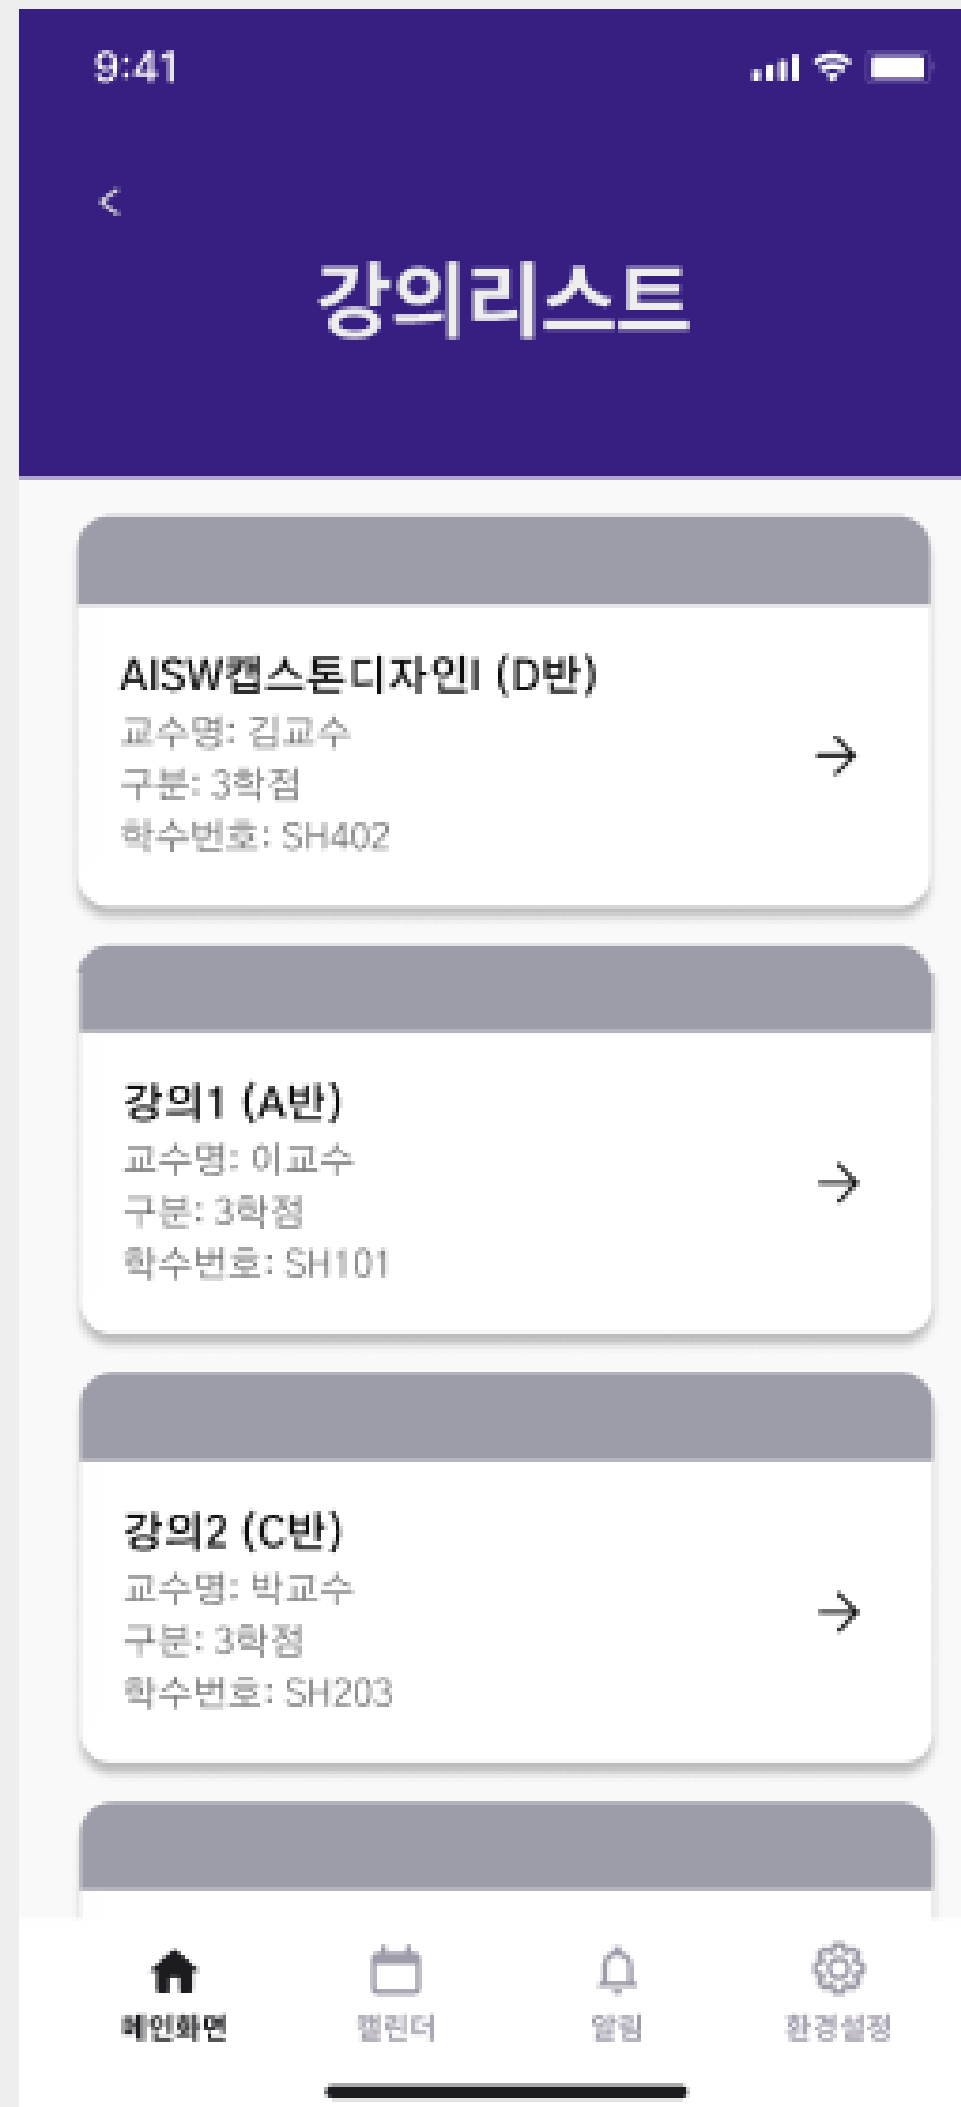 9:41
<
강의리스트
AISW캡스톤디자인I (D반)
교수명: 김교수
구분: 3학점
학수번호: SH402
강의1 (A반)
교수명: 이교수
구분: 3학점
학수번호: SH101
강의2 (C반)
교수명: 박교수
구분: 3학점
학수번호: SH203
메인화면 캘린더 알림 환경설정